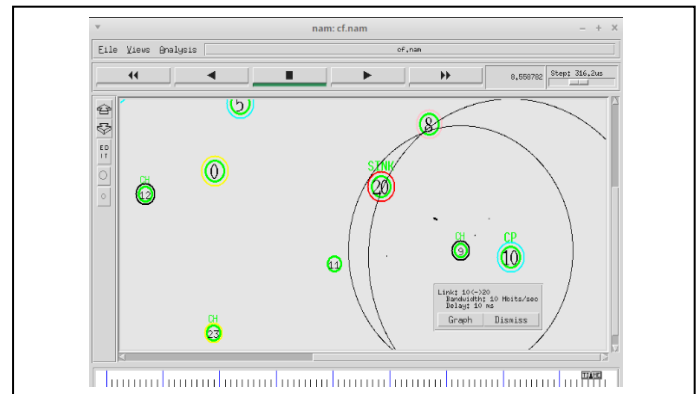 nam: cf.nam
File Views Analysis cf.nam
0.558782 Step: 316.2us
ED
IT
5
8
SINK
20
0
CH
12
CH
9
CP
10
11
Link: 10<->20
Bandwidth: 10 Mbits/sec
Delay: 10 ms
Graph Dismiss
CH
23